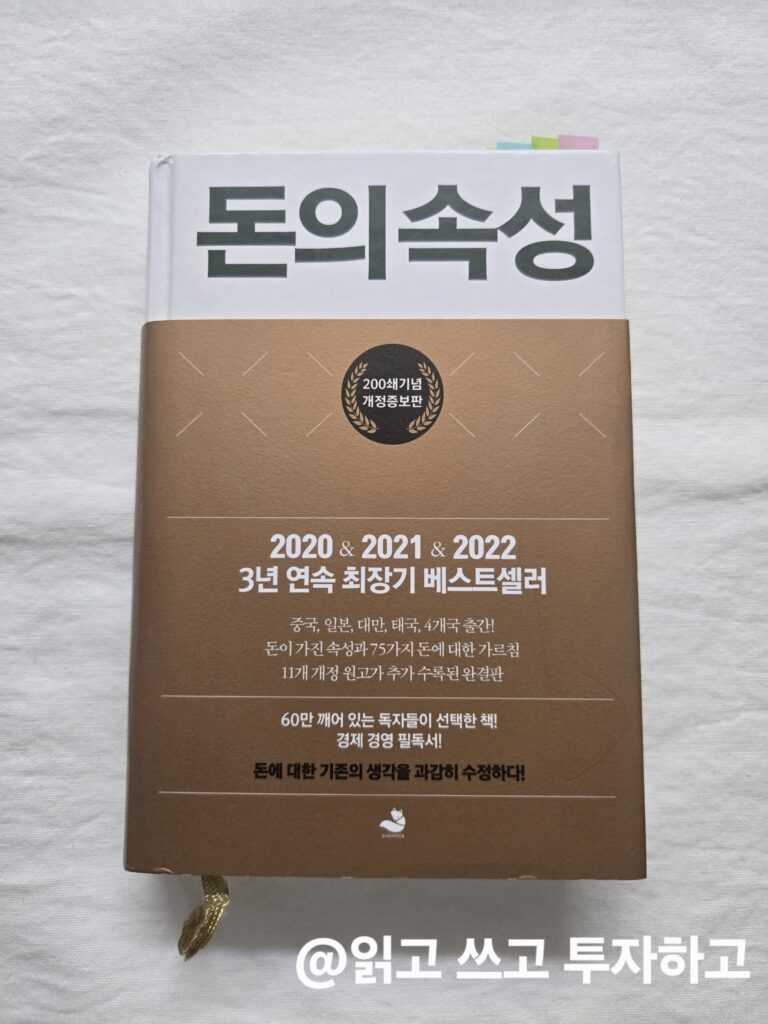 돈의 속성
200쇄기념
개정증보판
2020 & 2021 & 2022
3년 연속 최장기 베스트셀러
중국, 일본, 대만, 태국, 4개국 출간!
돈이 가진 속성과 75가지 돈에 대한 가르침
11개 개정 원고가 추가 수록된 완결판
60만 깨어 있는 독자들이 선택한 책!
경제 경영 필독서!
돈에 대한 기존의 생각을 과감히 수정하다!
SNOWFOX
@읽고 쓰고 투자하고